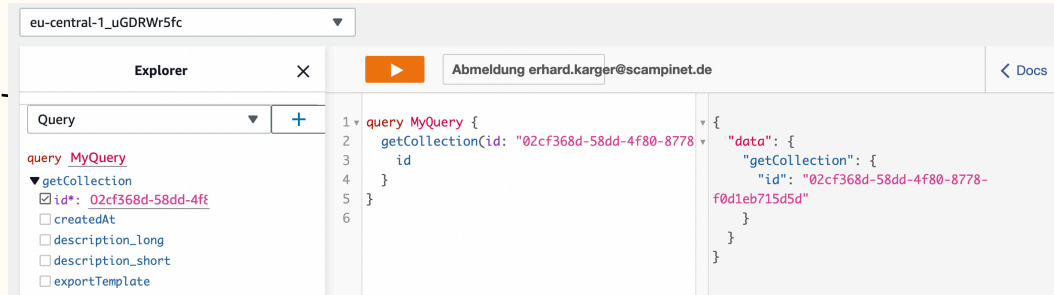 eu-central-1_uGDRWr5fc
Explorer
Abmeldung erhard.karger@scampinet.de
Docs
Query
query MyQuery
getCollection
id*: 02cf368d-58dd-4f8
createdAt
description_long
description_short
exportTemplate
1 query MyQuery {
2 getCollection(id: "02cf368d-58dd-4f80-8778
3 id
4 }
5 }
6
{
"data": {
"getCollection": {
"id": "02cf368d-58dd-4f80-8778-
f0d1eb715d5d"
}
}
}